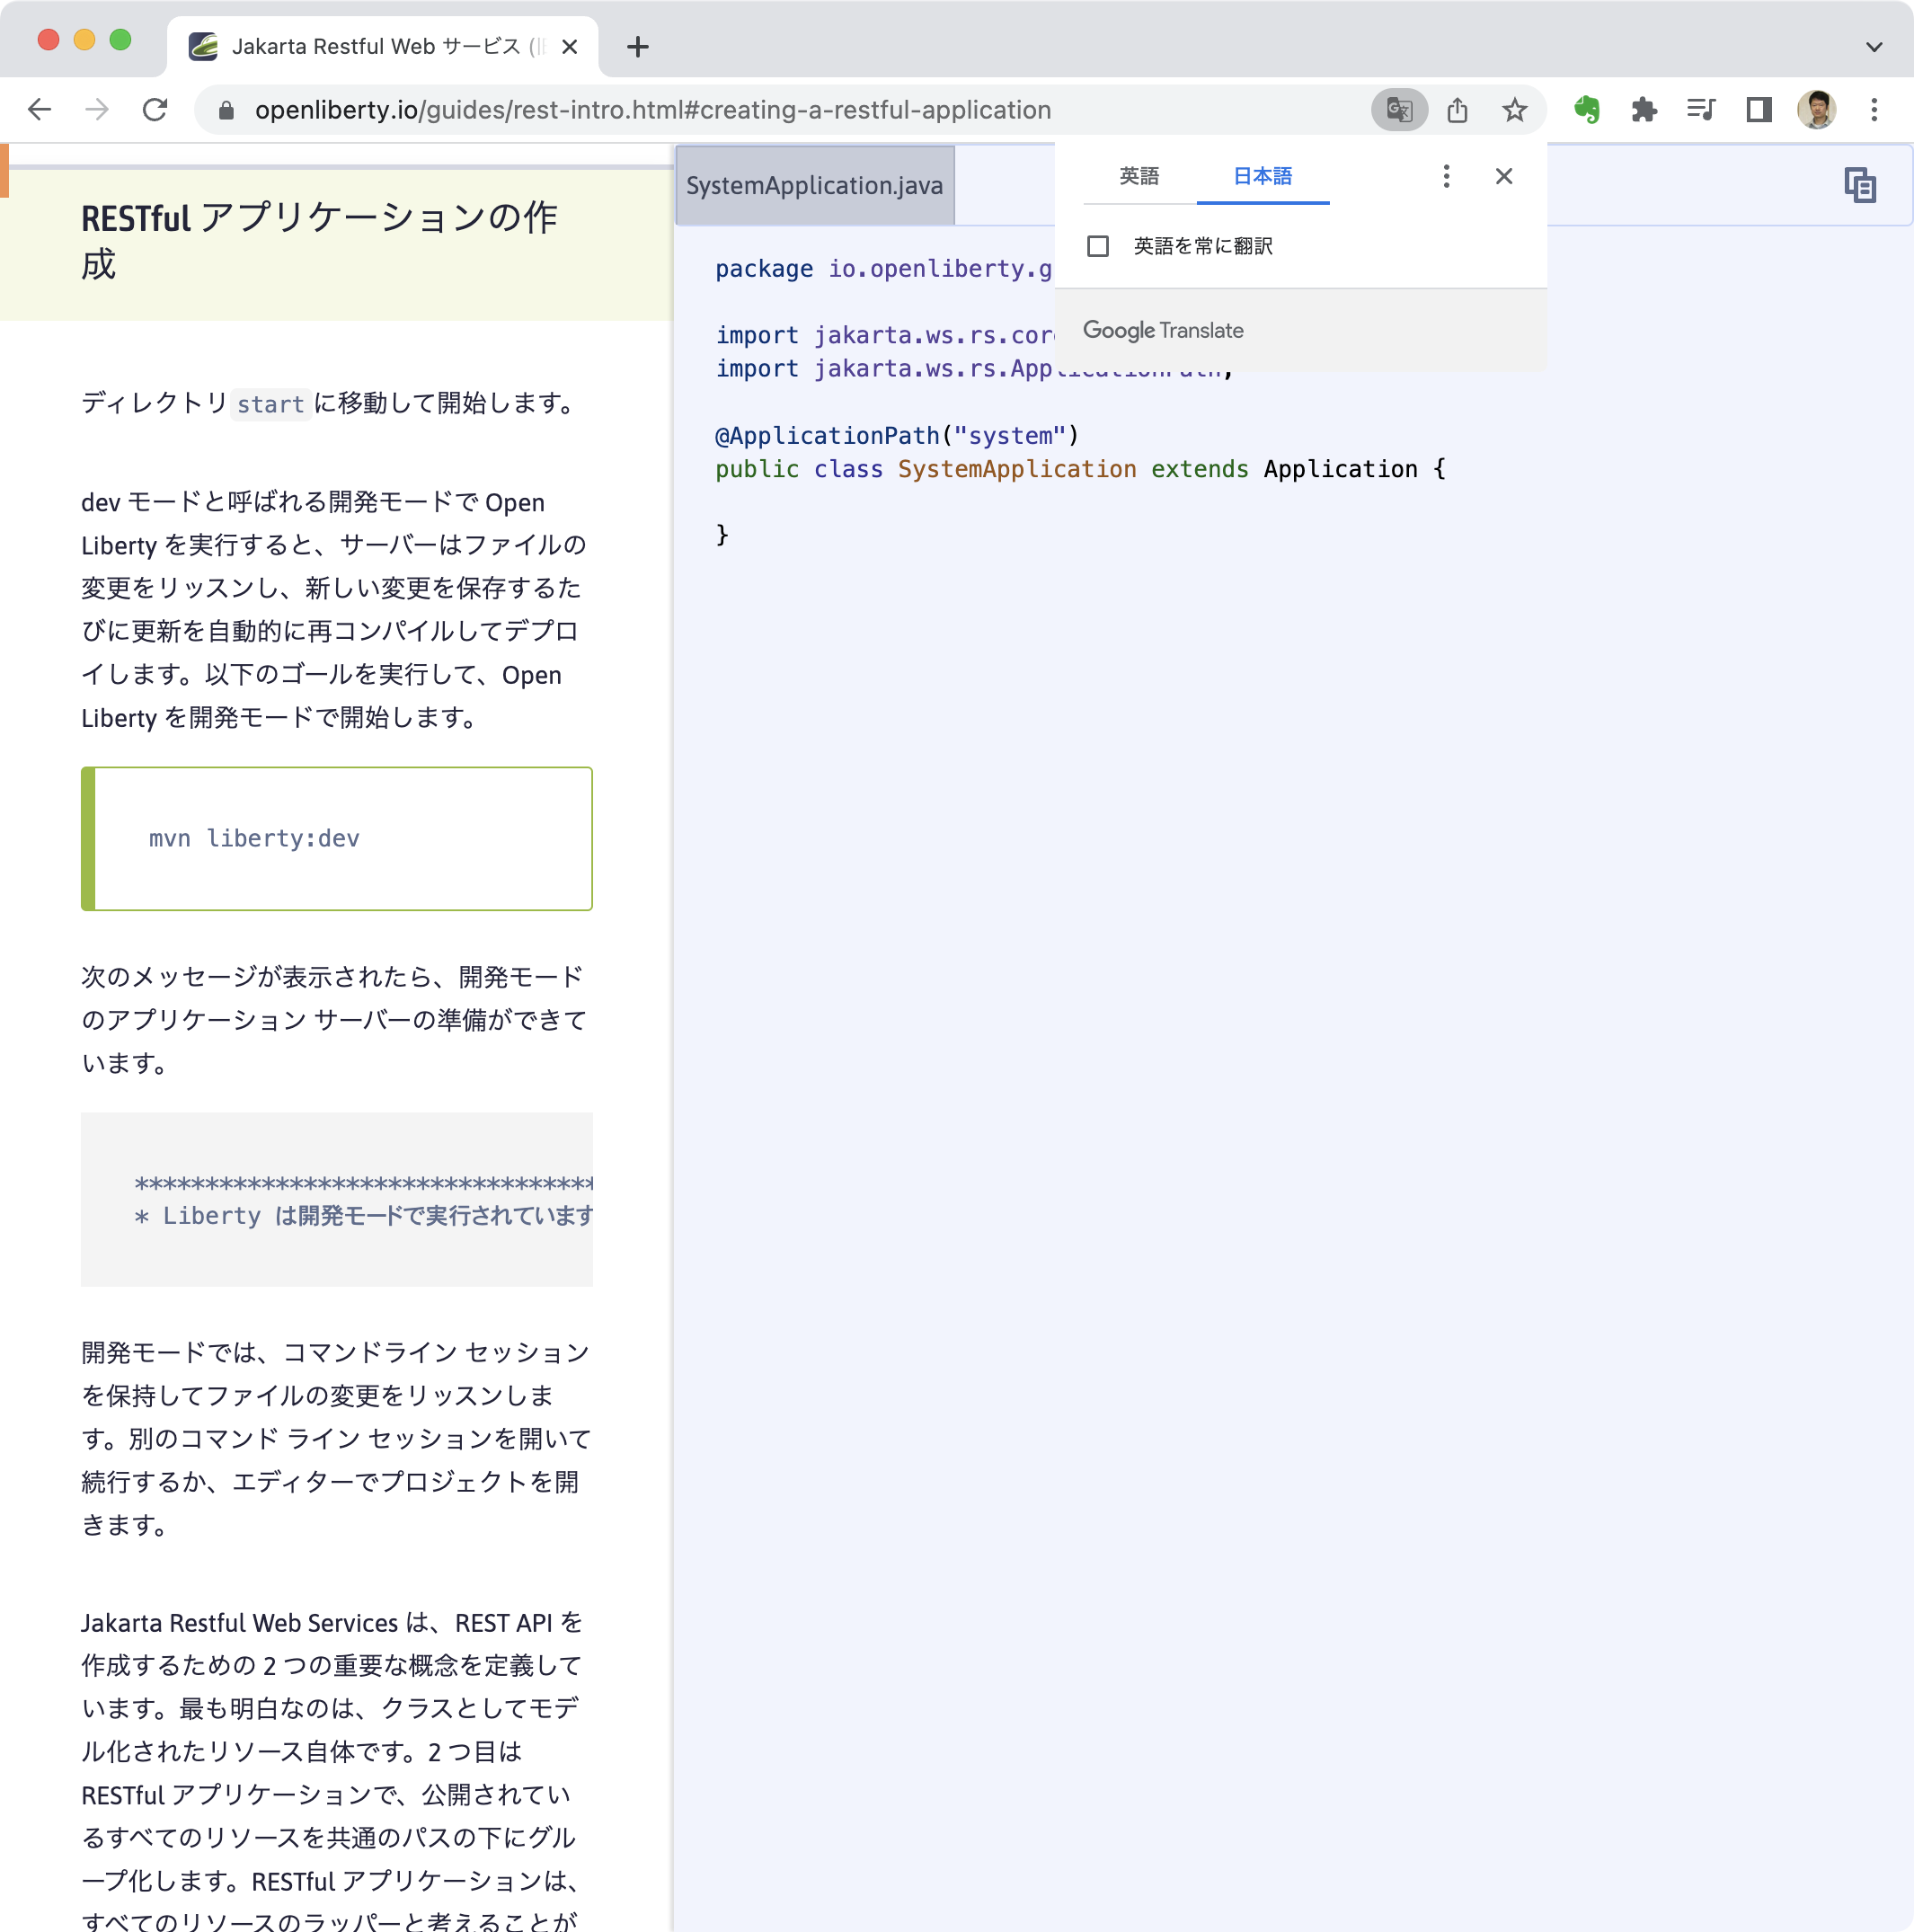 Jakarta Restful Web サービス (
openliberty.io/guides/rest-intro.html#creating-a-restful-application
RESTful アプリケーションの作
成
ディレクトリ start に移動して開始します。
dev モードと呼ばれる開発モードで Open
Liberty を実行すると、サーバーはファイルの
変更をリッスンし、新しい変更を保存するた
びに更新を自動的に再コンパイルしてデプロ
イします。以下のゴールを実行して、Open
Liberty を開発モードで開始します。
mvn liberty:dev
次のメッセージが表示されたら、開発モード
のアプリケーション サーバーの準備ができて
います。
*********************************
* Liberty は開発モードで実行されています
開発モードでは、コマンドライン セッション
を保持してファイルの変更をリッスンしま
す。別のコマンド ライン セッションを開いて
続行するか、エディターでプロジェクトを開
きます。
Jakarta Restful Web Services は、REST API を
作成するための 2 つの重要な概念を定義して
います。最も明白なのは、クラスとしてモデ
ル化されたリソース自体です。2 つ目は
RESTful アプリケーションで、公開されてい
るすべてのリソースを共通のパスの下にグル
ープ化します。RESTful アプリケーションは、
すべてのリソースのラッパーと考えることが
SystemApplication.java
package io.openliberty.g
import jakarta.ws.rs.cor
import jakarta.ws.rs.ApplicationPath;
@ApplicationPath("system")
public class SystemApplication extends Application {
}
英語 日本語
英語を常に翻訳
Google Translate